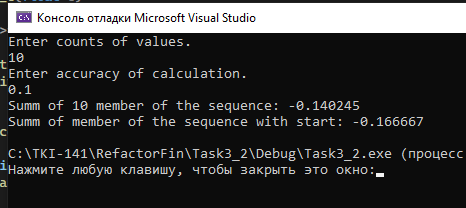 Консоль отладки Microsoft Visual Studio
Enter counts of values.
10
Enter accuracy of calculation.
0.1
Summ of 10 member of the sequence: -0.140245
Summ of member of the sequence with start: -0.166667
C:\TKI-141\RefactorFin\Task3_2\Debug\Task3_2.exe (процесс
Нажмите любую клавишу, чтобы закрыть это окно: